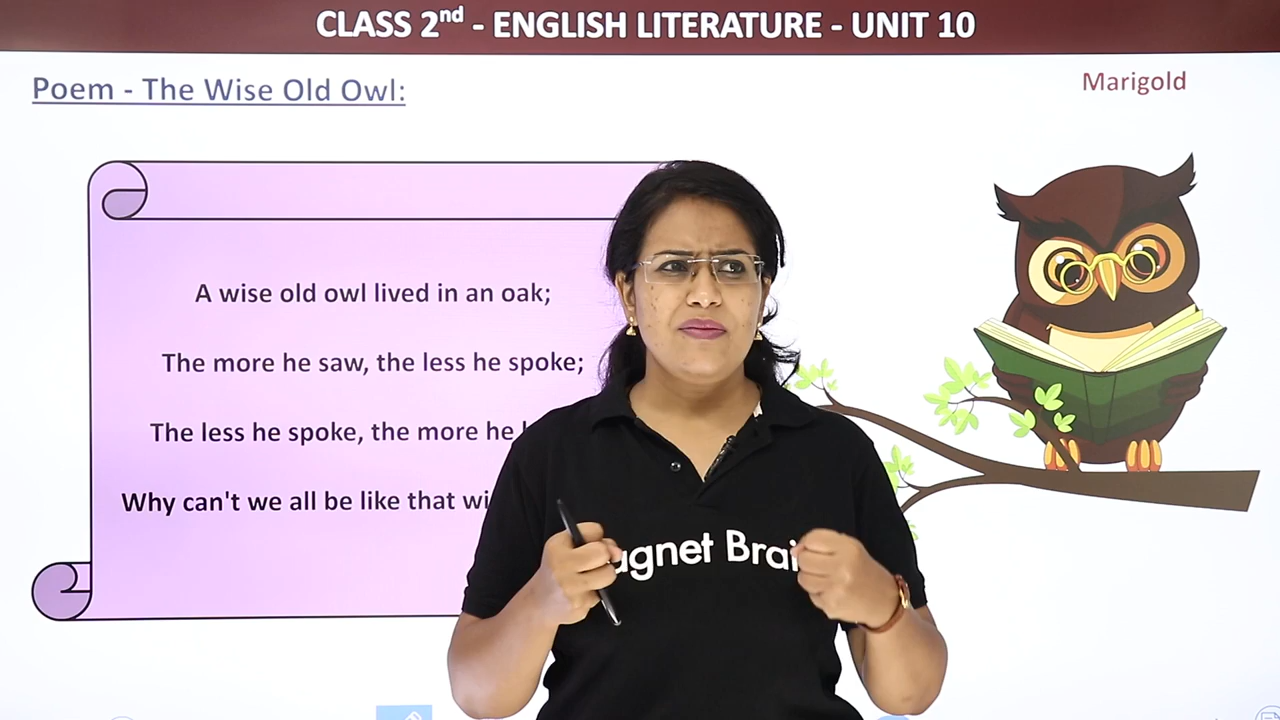 CLASS 2nd - ENGLISH LITERATURE - UNIT 10
Poem - The Wise Old Owl:
Marigold
A wise old owl lived in an oak;
The more he saw, the less he spoke;
The less he spoke, the more he
Why can't we all be like that
agnet Brai